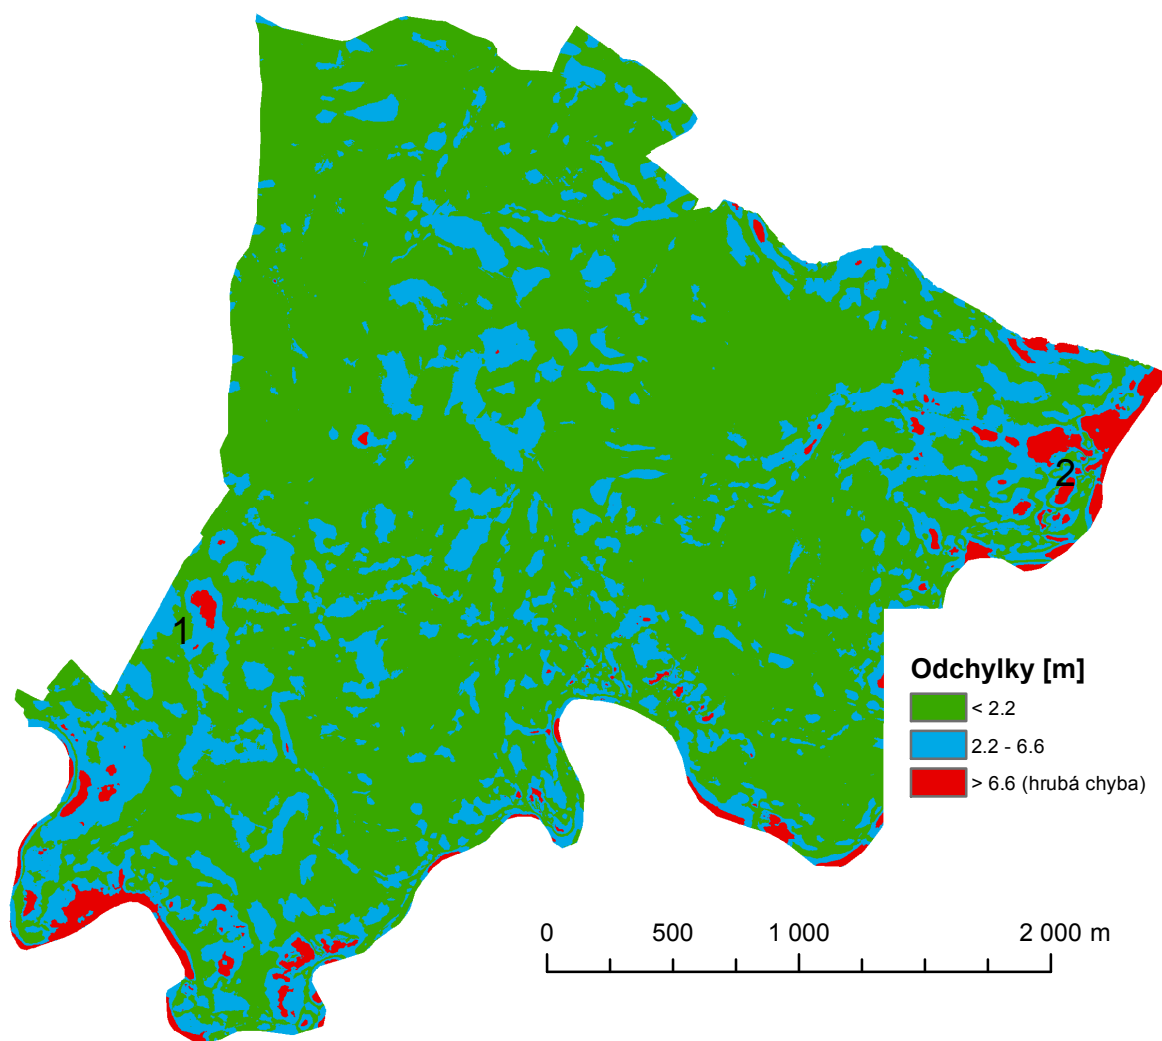 2
1
Odchylky [m]
< 2.2
2.2 - 6.6
> 6.6 (hrubá chyba)
0 500 1 000 2 000 m